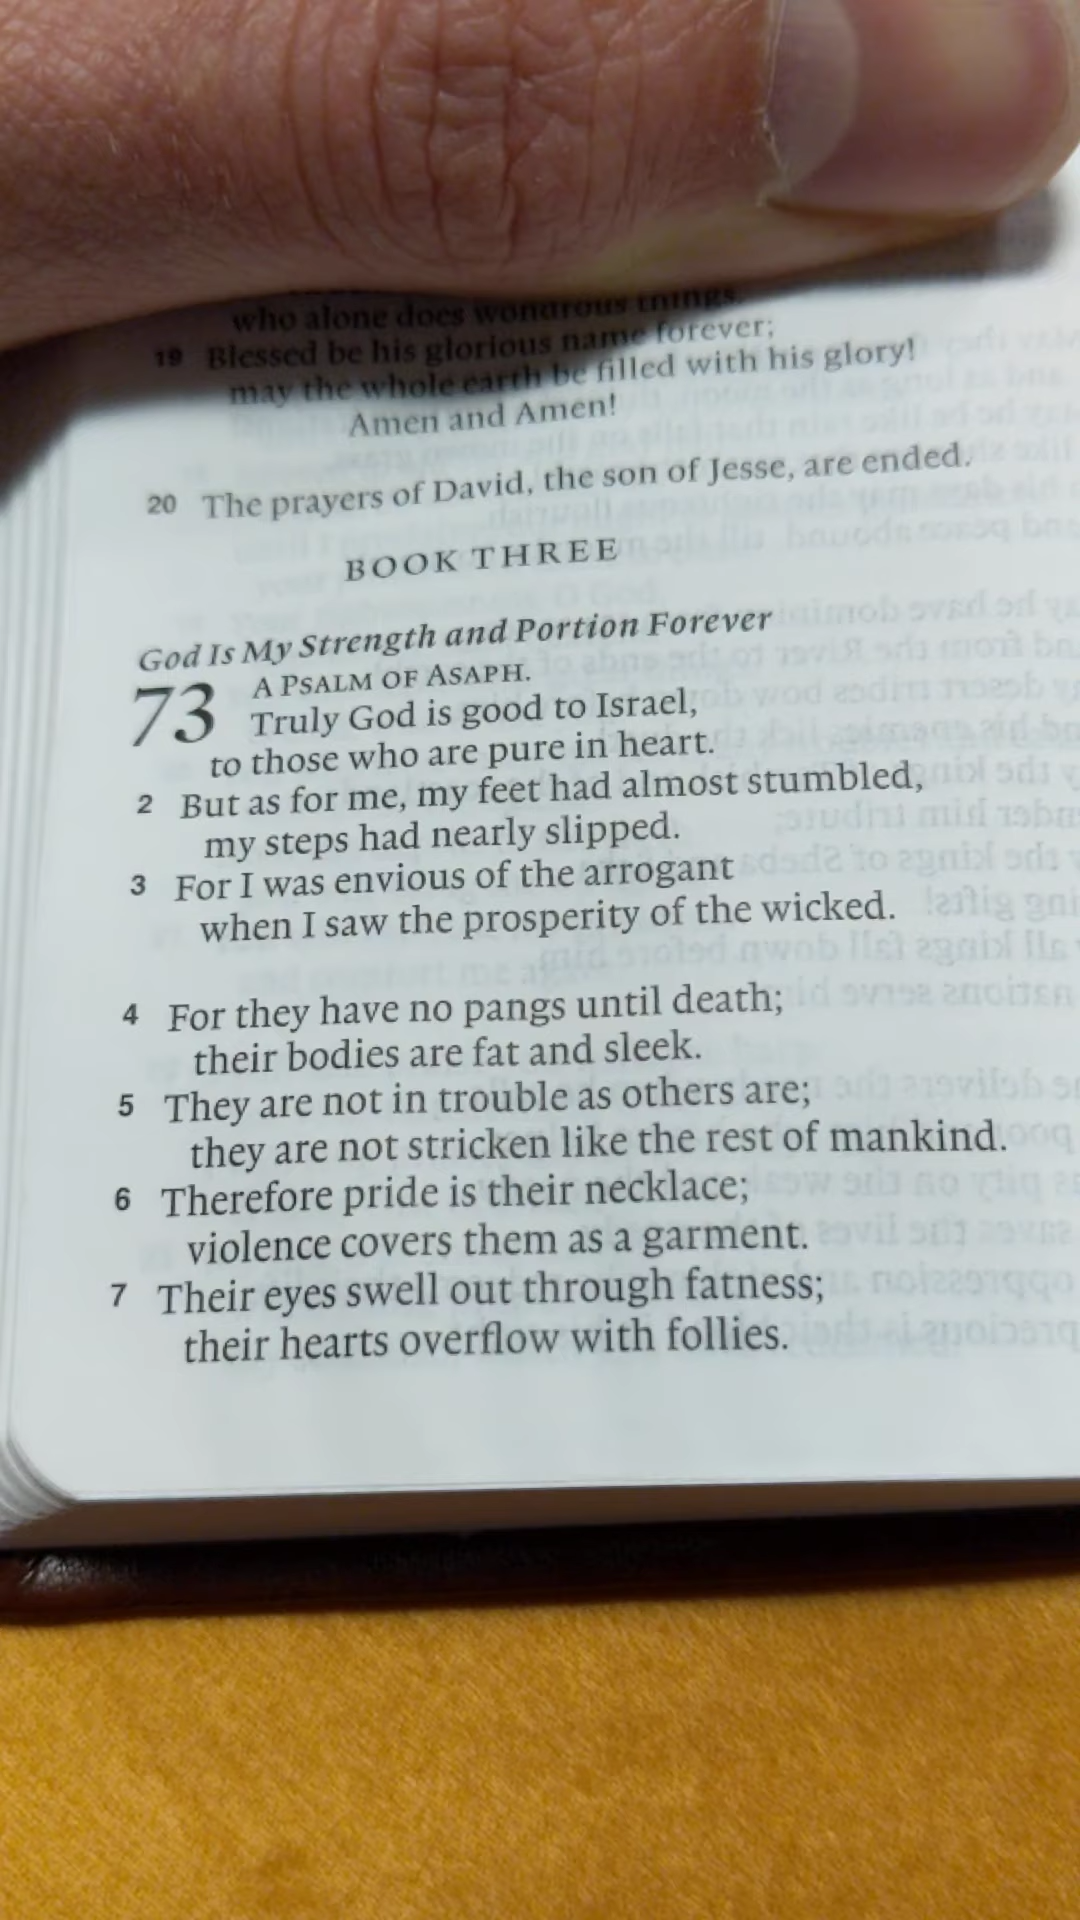 who alone does wondrous things.
19 Blessed be his glorious name forever;
may the whole earth be filled with his glory!
Amen and Amen!
20 The prayers of David, the son of Jesse, are ended.
BOOK THREE
God Is My Strength and Portion Forever
73 A PSALM OF ASAPH.
Truly God is good to Israel,
to those who are pure in heart.
2 But as for me, my feet had almost stumbled,
my steps had nearly slipped.
3 For I was envious of the arrogant
when I saw the prosperity of the wicked.
4 For they have no pangs until death;
their bodies are fat and sleek.
5 They are not in trouble as others are;
they are not stricken like the rest of mankind.
6 Therefore pride is their necklace;
violence covers them as a garment.
7 Their eyes swell out through fatness;
their hearts overflow with follies.